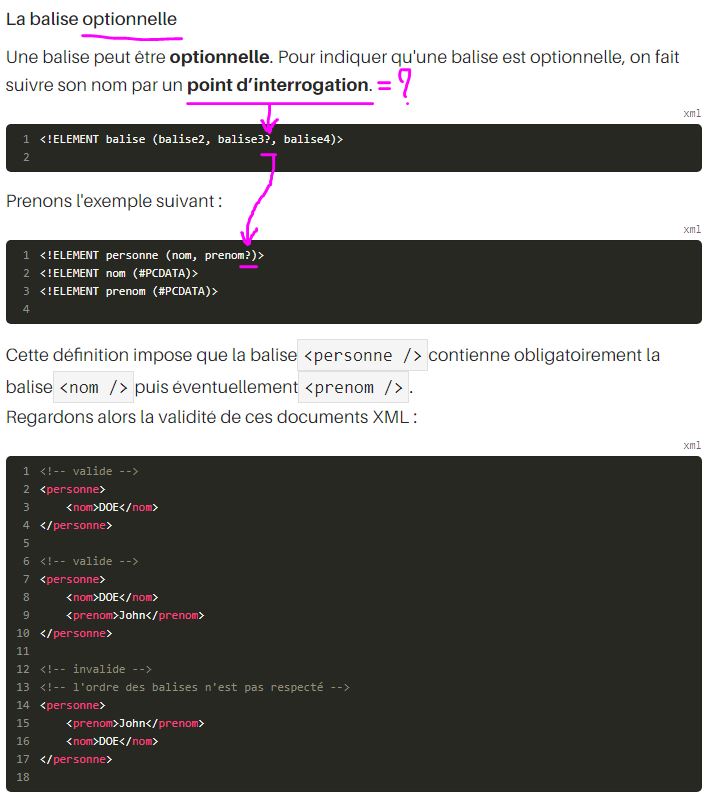 La balise optionnelle
Une balise peut être optionnelle. Pour indiquer qu'une balise est optionnelle, on fait
suivre son nom par un point d’interrogation. = ?
xml
1 <!ELEMENT balise (balise2, balise3?, balise4)>
2
Prenons l'exemple suivant :
xml
1 <!ELEMENT personne (nom, prenom?)>
2 <!ELEMENT nom (#PCDATA)>
3 <!ELEMENT prenom (#PCDATA)>
4
Cette définition impose que la balise <personne /> contienne obligatoirement la
balise <nom /> puis éventuellement <prenom /> .
Regardons alors la validité de ces documents XML :
xml
1 <!-- valide -->
2 <personne>
3 <nom>DOE</nom>
4 </personne>
5
6 <!-- valide -->
7 <personne>
8 <nom>DOE</nom>
9 <prenom>John</prenom>
10 </personne>
11
12 <!-- invalide -->
13 <!-- l'ordre des balises n'est pas respecté -->
14 <personne>
15 <prenom>John</prenom>
16 <nom>DOE</nom>
17 </personne>
18